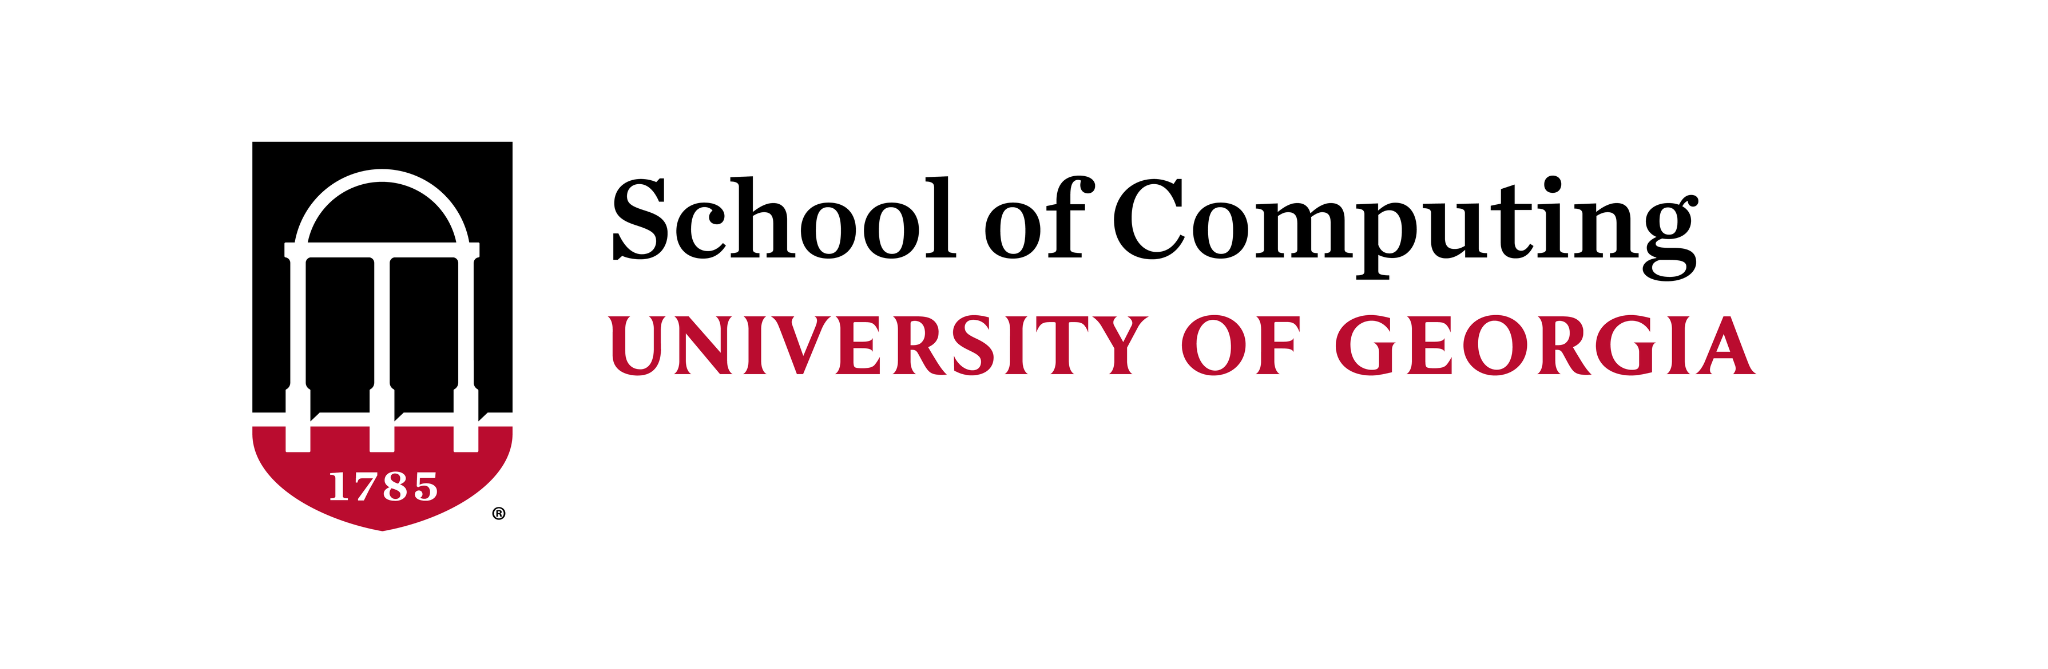 School of Computing
UNIVERSITY OF GEORGIA
1785
®